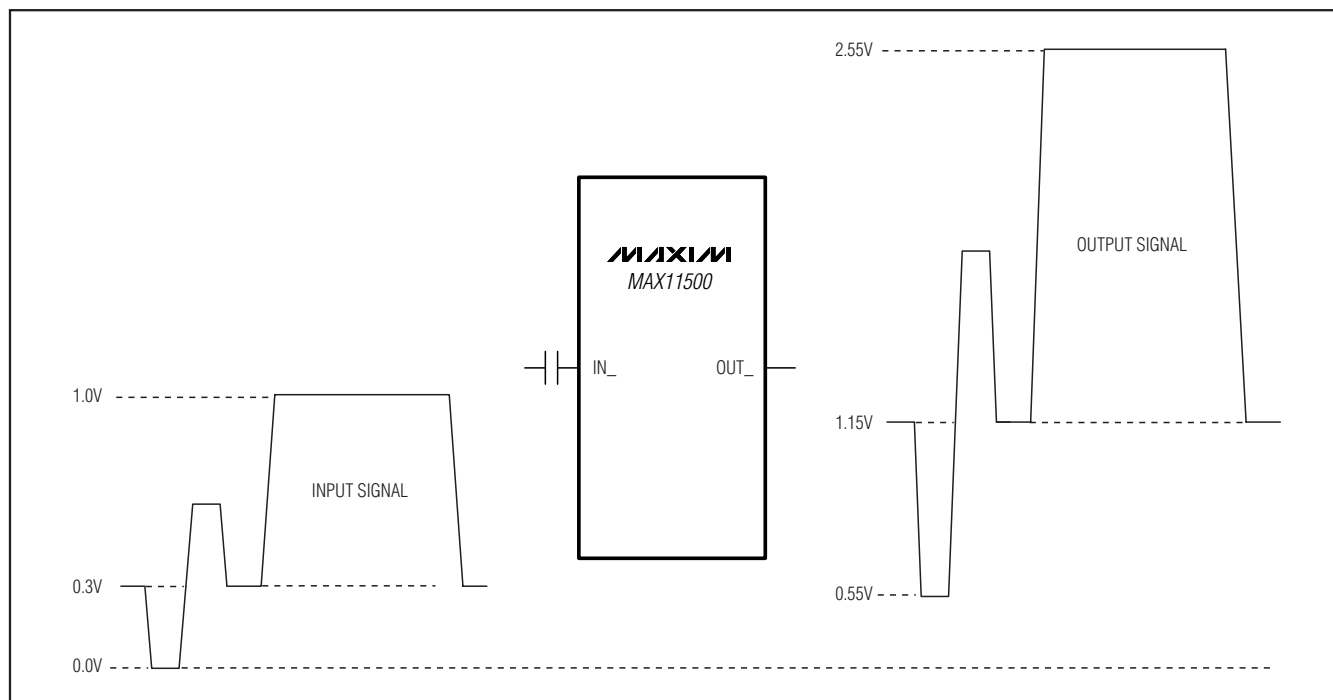 2.55V
MAXIM
MAX11500
OUTPUT SIGNAL
IN_
OUT_
1.0V
1.15V
INPUT SIGNAL
0.3V
0.55V
0.0V